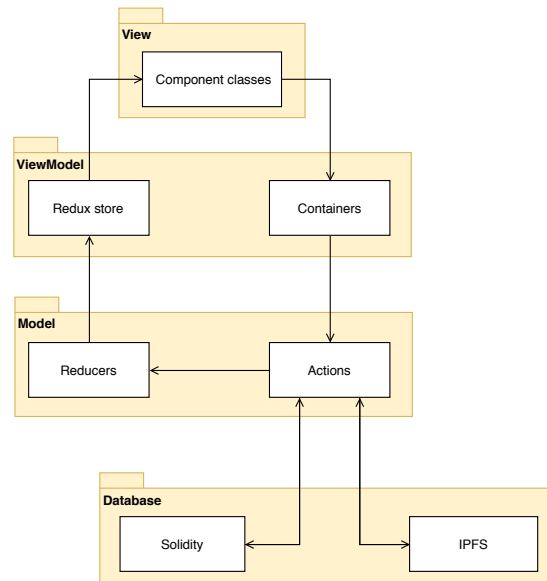 View
Component classes
ViewModel
Redux store
Containers
Model
Reducers
Actions
Database
Solidity
IPFS